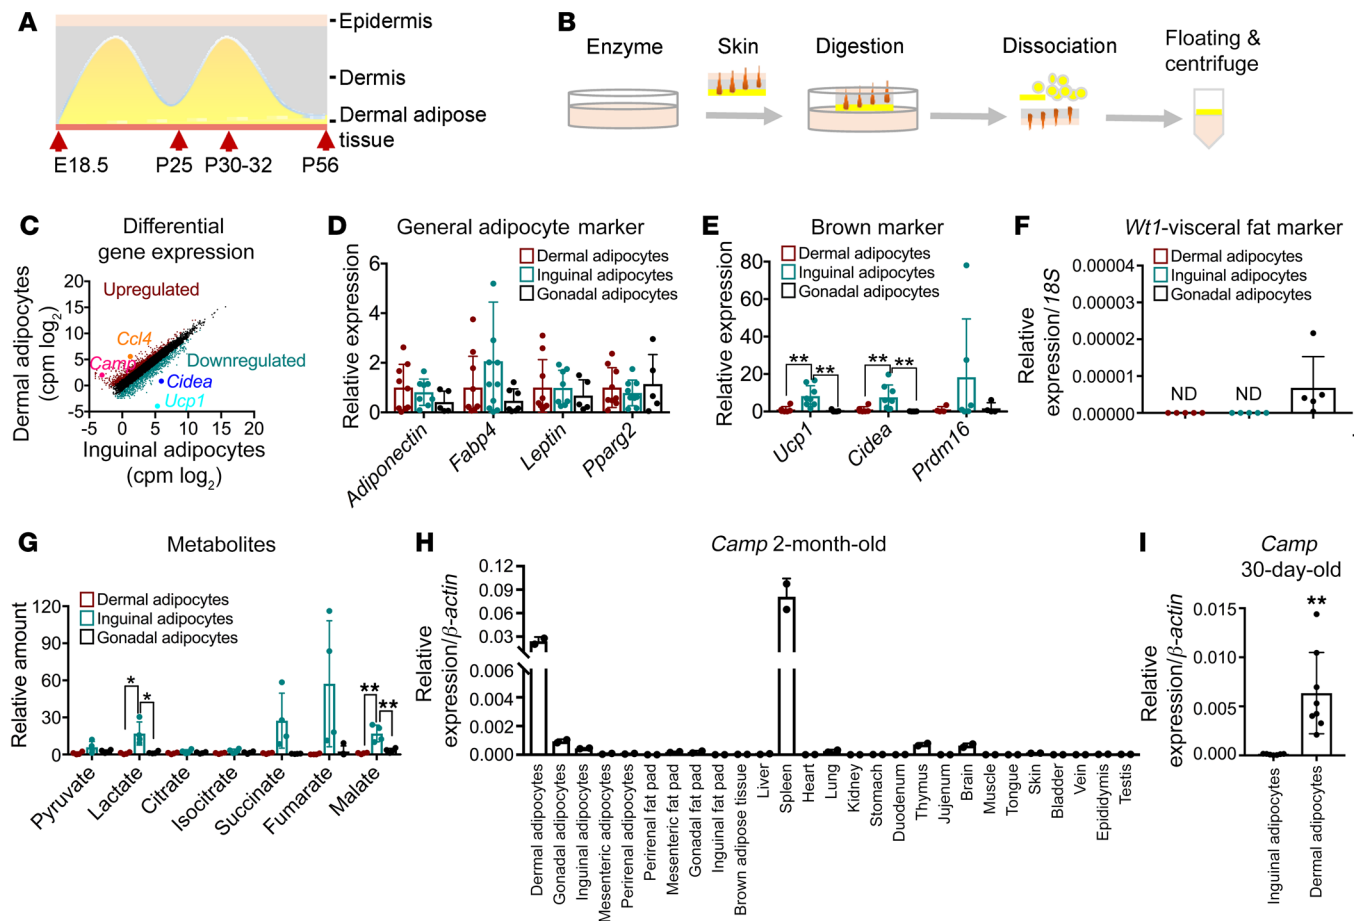 A
Epidermis
Dermis
Dermal adipose
tissue
E18.5
P25
P30-32
P56
B
Enzyme
Skin
Digestion
Dissociation
Floating &
centrifuge
C
Differential
gene expression
Dermal adipocytes
(cpm log2)
20
15
10
5
0
-5
Upregulated
Ccl4
Camp
Downregulated
Cidea
Ucp1
-5 0 5 10 15 20
Inguinal adipocytes
(cpm log2)
D
General adipocyte marker
Relative expression
6
4
2
0
Dermal adipocytes
Inguinal adipocytes
Gonadal adipocytes
Adiponectin
Fabp4
Leptin
Pparg2
E
Brown marker
Relative expression
80
60
40
20
0
Dermal adipocytes
Inguinal adipocytes
Gonadal adipocytes
** ** ** **
Ucp1
Cidea
Prdm16
F
Wt1-visceral fat marker
Relative
expression/18S
0.00004
0.00003
0.00002
0.00001
0.00000
Dermal adipocytes
Inguinal adipocytes
Gonadal adipocytes
ND ND
G
Metabolites
Relative amount
120
90
60
30
0
Dermal adipocytes
Inguinal adipocytes
Gonadal adipocytes
* * ** **
Pyruvate
Lactate
Citrate
Isocitrate
Succinate
Fumarate
Malate
H
Camp 2-month-old
Relative
expression/β-actin
0.12
0.09
0.06
0.03
0.006
0.004
0.002
0.000
Dermal adipocytes
Gonadal adipocytes
Inguinal adipocytes
Mesenteric adipocytes
Perirenal adipocytes
Perirenal fat pad
Mesenteric fat pad
Gonadal fat pad
Inguinal fat pad
Brown adipose tissue
Liver
Spleen
Heart
Lung
Kidney
Stomach
Duodenum
Thymus
Jujenum
Brain
Muscle
Tongue
Skin
Bladder
Vein
Epididymis
Testis
I
Camp
30-day-old
Relative
expression/β-actin
0.015
0.010
0.005
0.000
**
Inguinal adipocytes
Dermal adipocytes